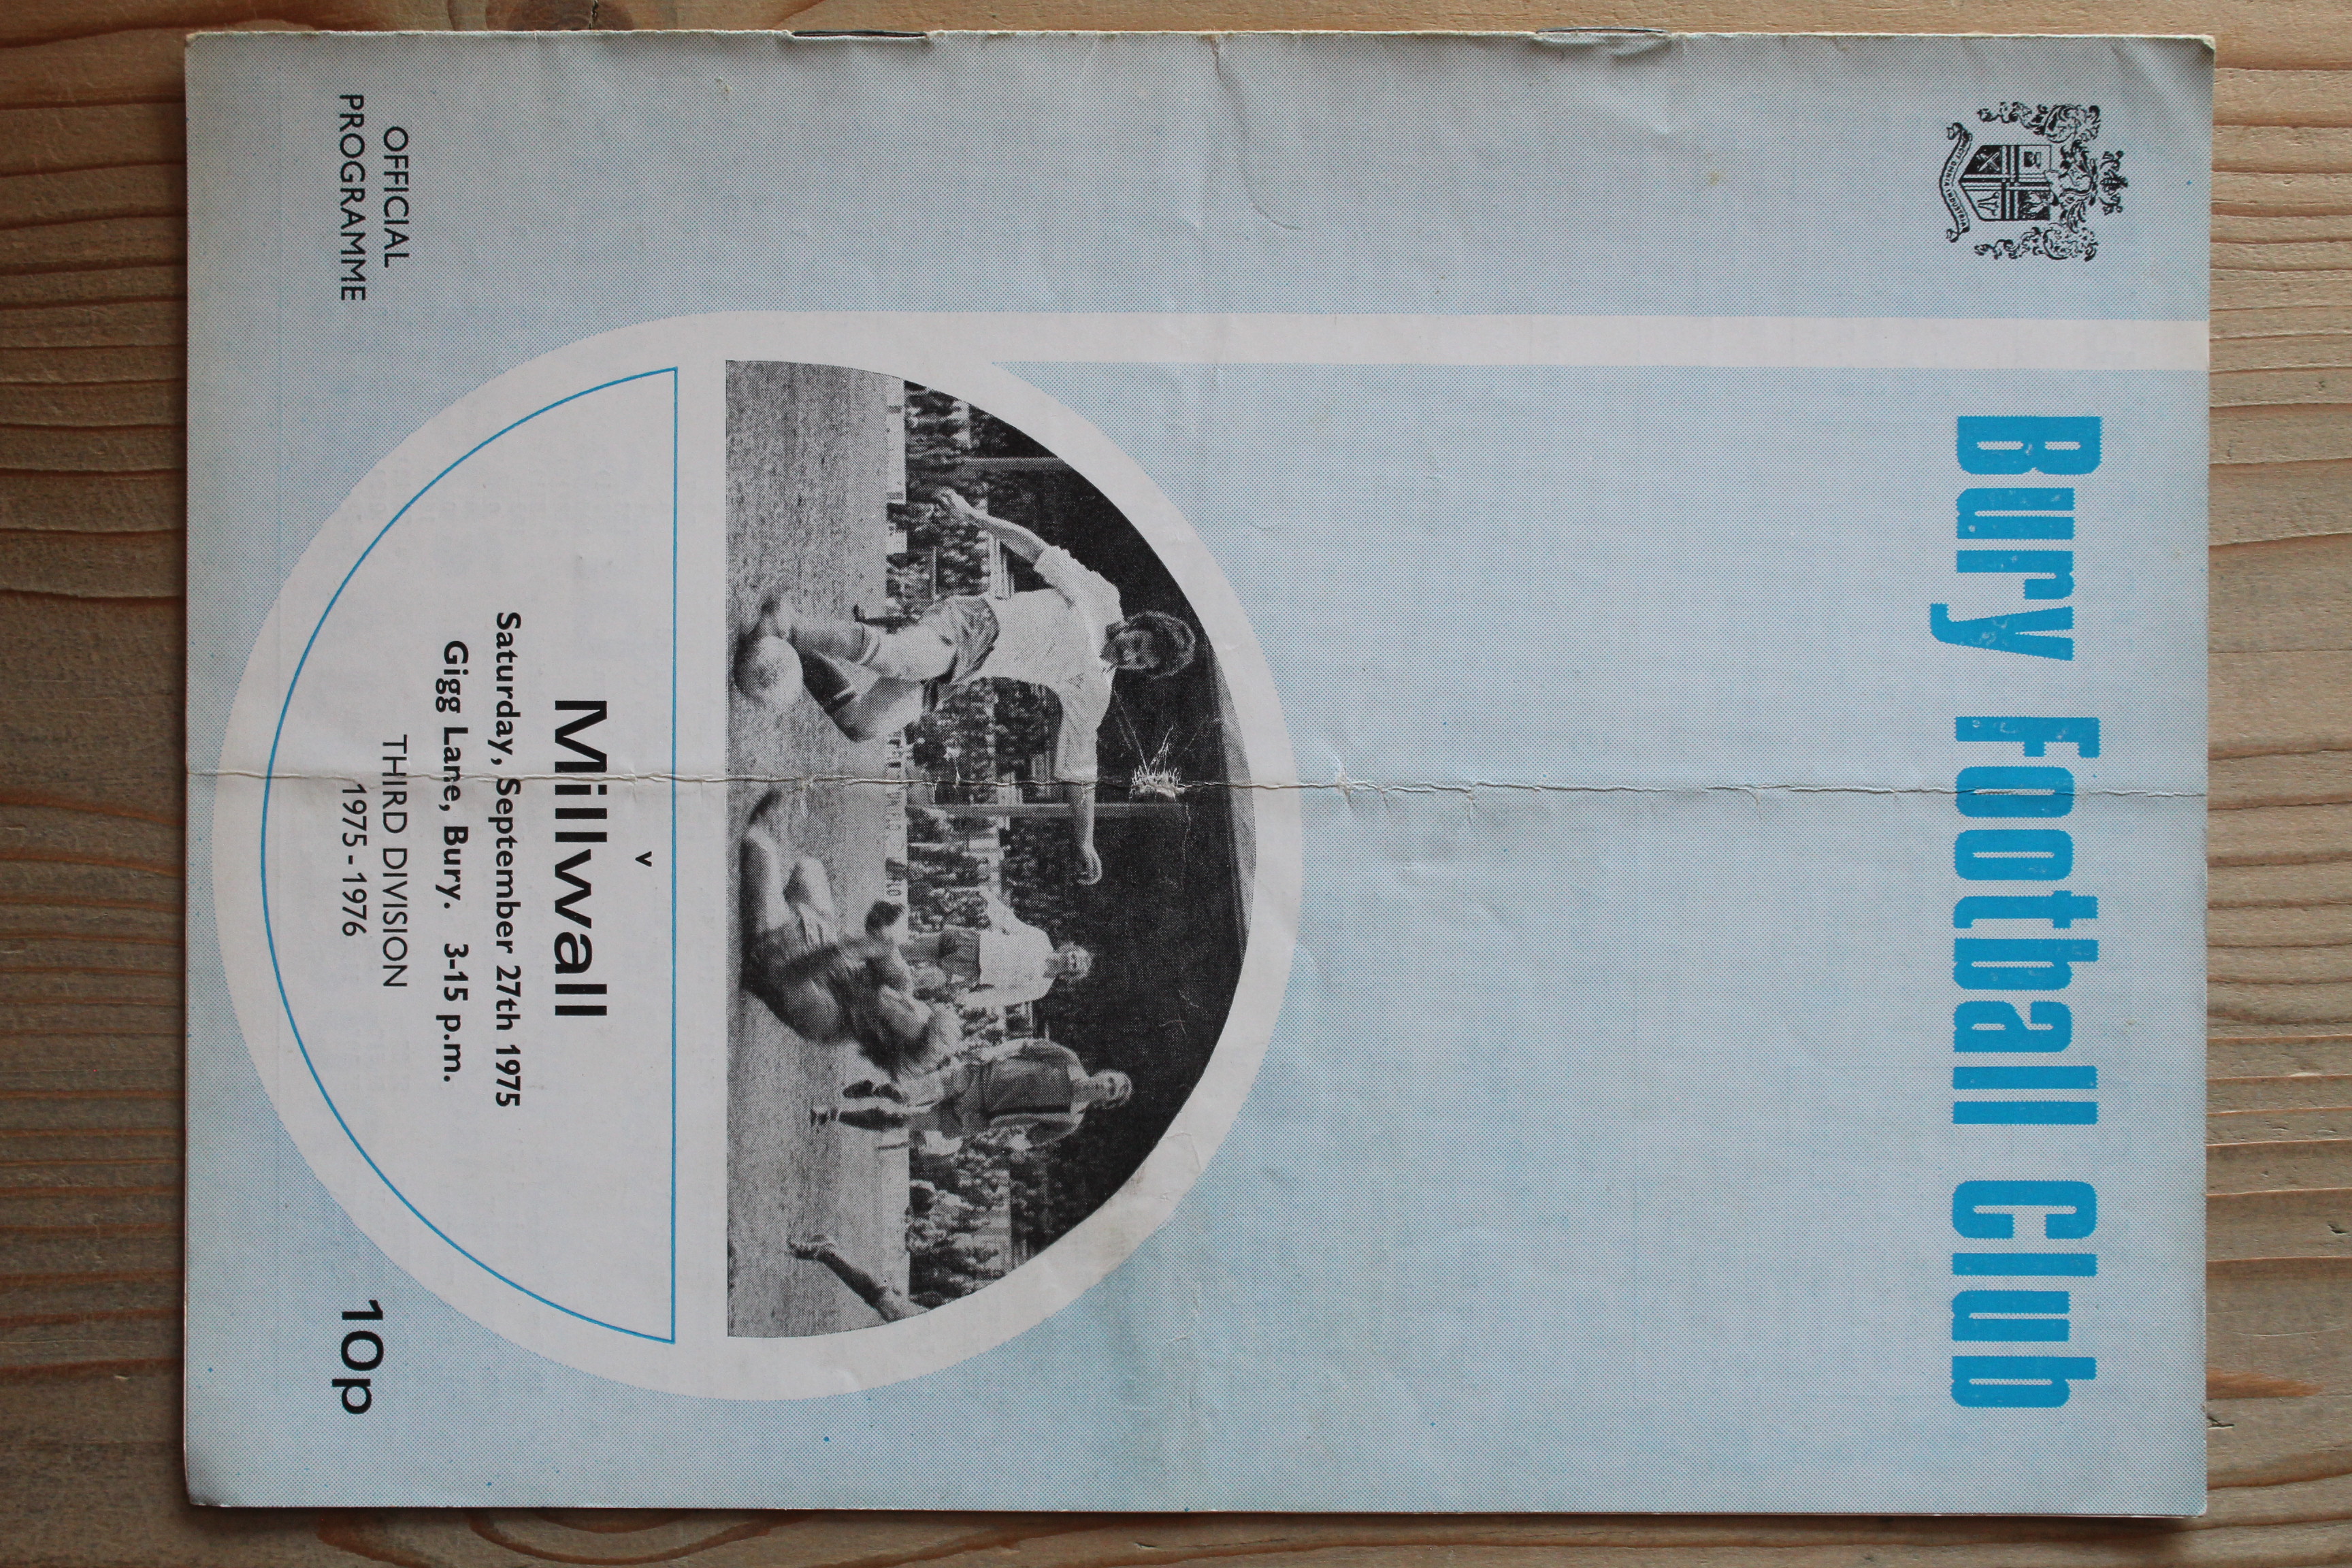 Bury Football Club
v
Millwall
Saturday, September 27th 1975
Gigg Lane, Bury. 3-15 p.m.
THIRD DIVISION
1975-1976
OFFICIAL
PROGRAMME
10p